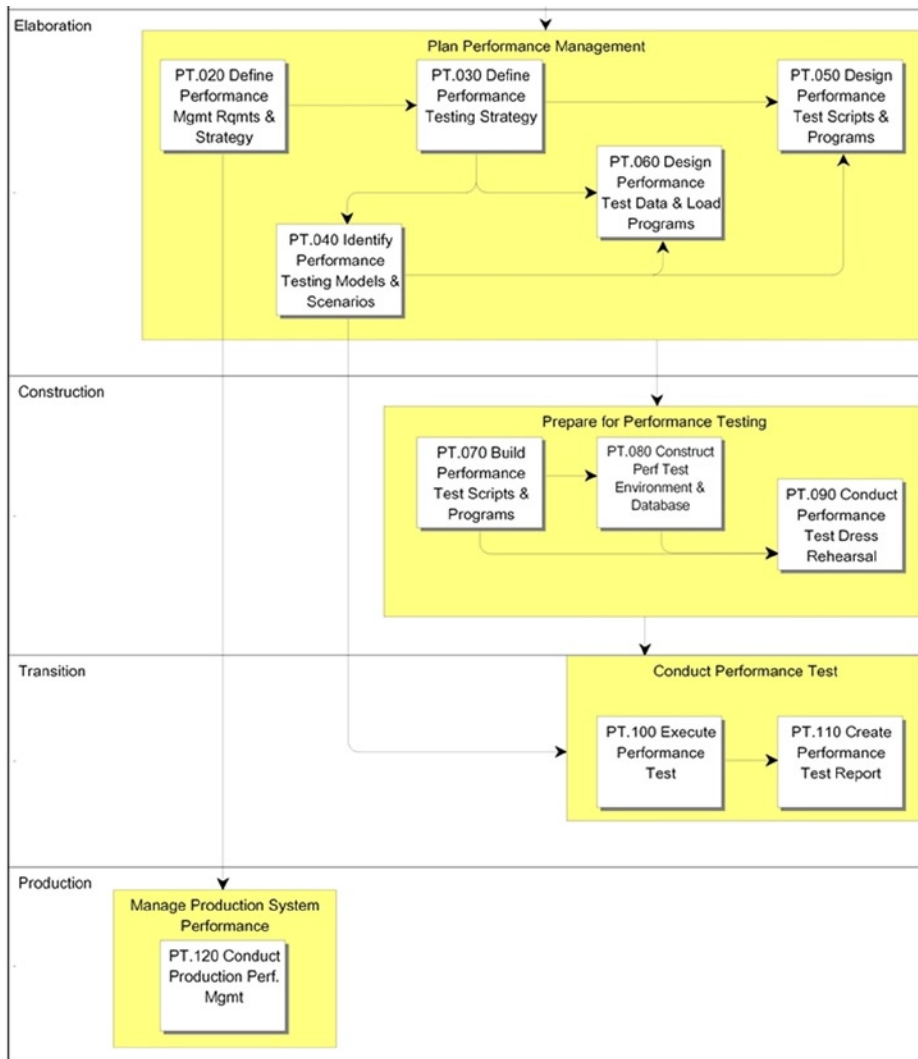 Elaboration
Plan Performance Management
PT.020 Define
Performance
Mgmt Rqmts &
Strategy
PT.030 Define
Performance
Testing Strategy
PT.050 Design
Performance
Test Scripts &
Programs
PT.060 Design
Performance
Test Data & Load
Programs
PT.040 Identify
Performance
Testing Models &
Scenarios
Construction
Prepare for Performance Testing
PT.070 Build
Performance
Test Scripts &
Programs
PT.080 Construct
Perf Test
Environment &
Database
PT.090 Conduct
Performance
Test Dress
Rehearsal
Transition
Conduct Performance Test
PT.100 Execute
Performance
Test
PT.110 Create
Performance
Test Report
Production
Manage Production System
Performance
PT.120 Conduct
Production Perf.
Mgmt